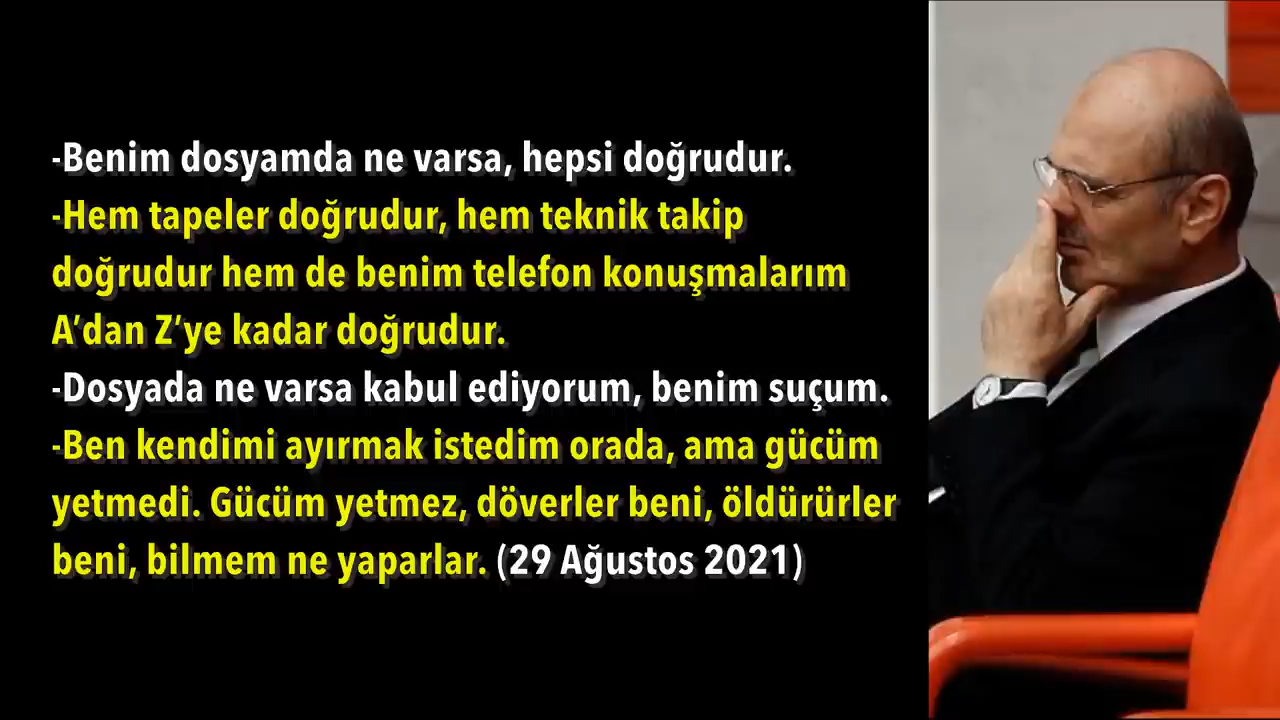 -Benim dosyamda ne varsa, hepsi doğrudur.
-Hem tapeler doğrudur, hem teknik takip
doğrudur hem de benim telefon konuşmalarım
A’dan Z’ye kadar doğrudur.
-Dosyada ne varsa kabul ediyorum, benim suçum.
-Ben kendimi ayırmak istedim orada, ama gücüm
yetmedi. Gücüm yetmez, döverler beni, öldürürler
beni, bilmem ne yaparlar. (29 Ağustos 2021)